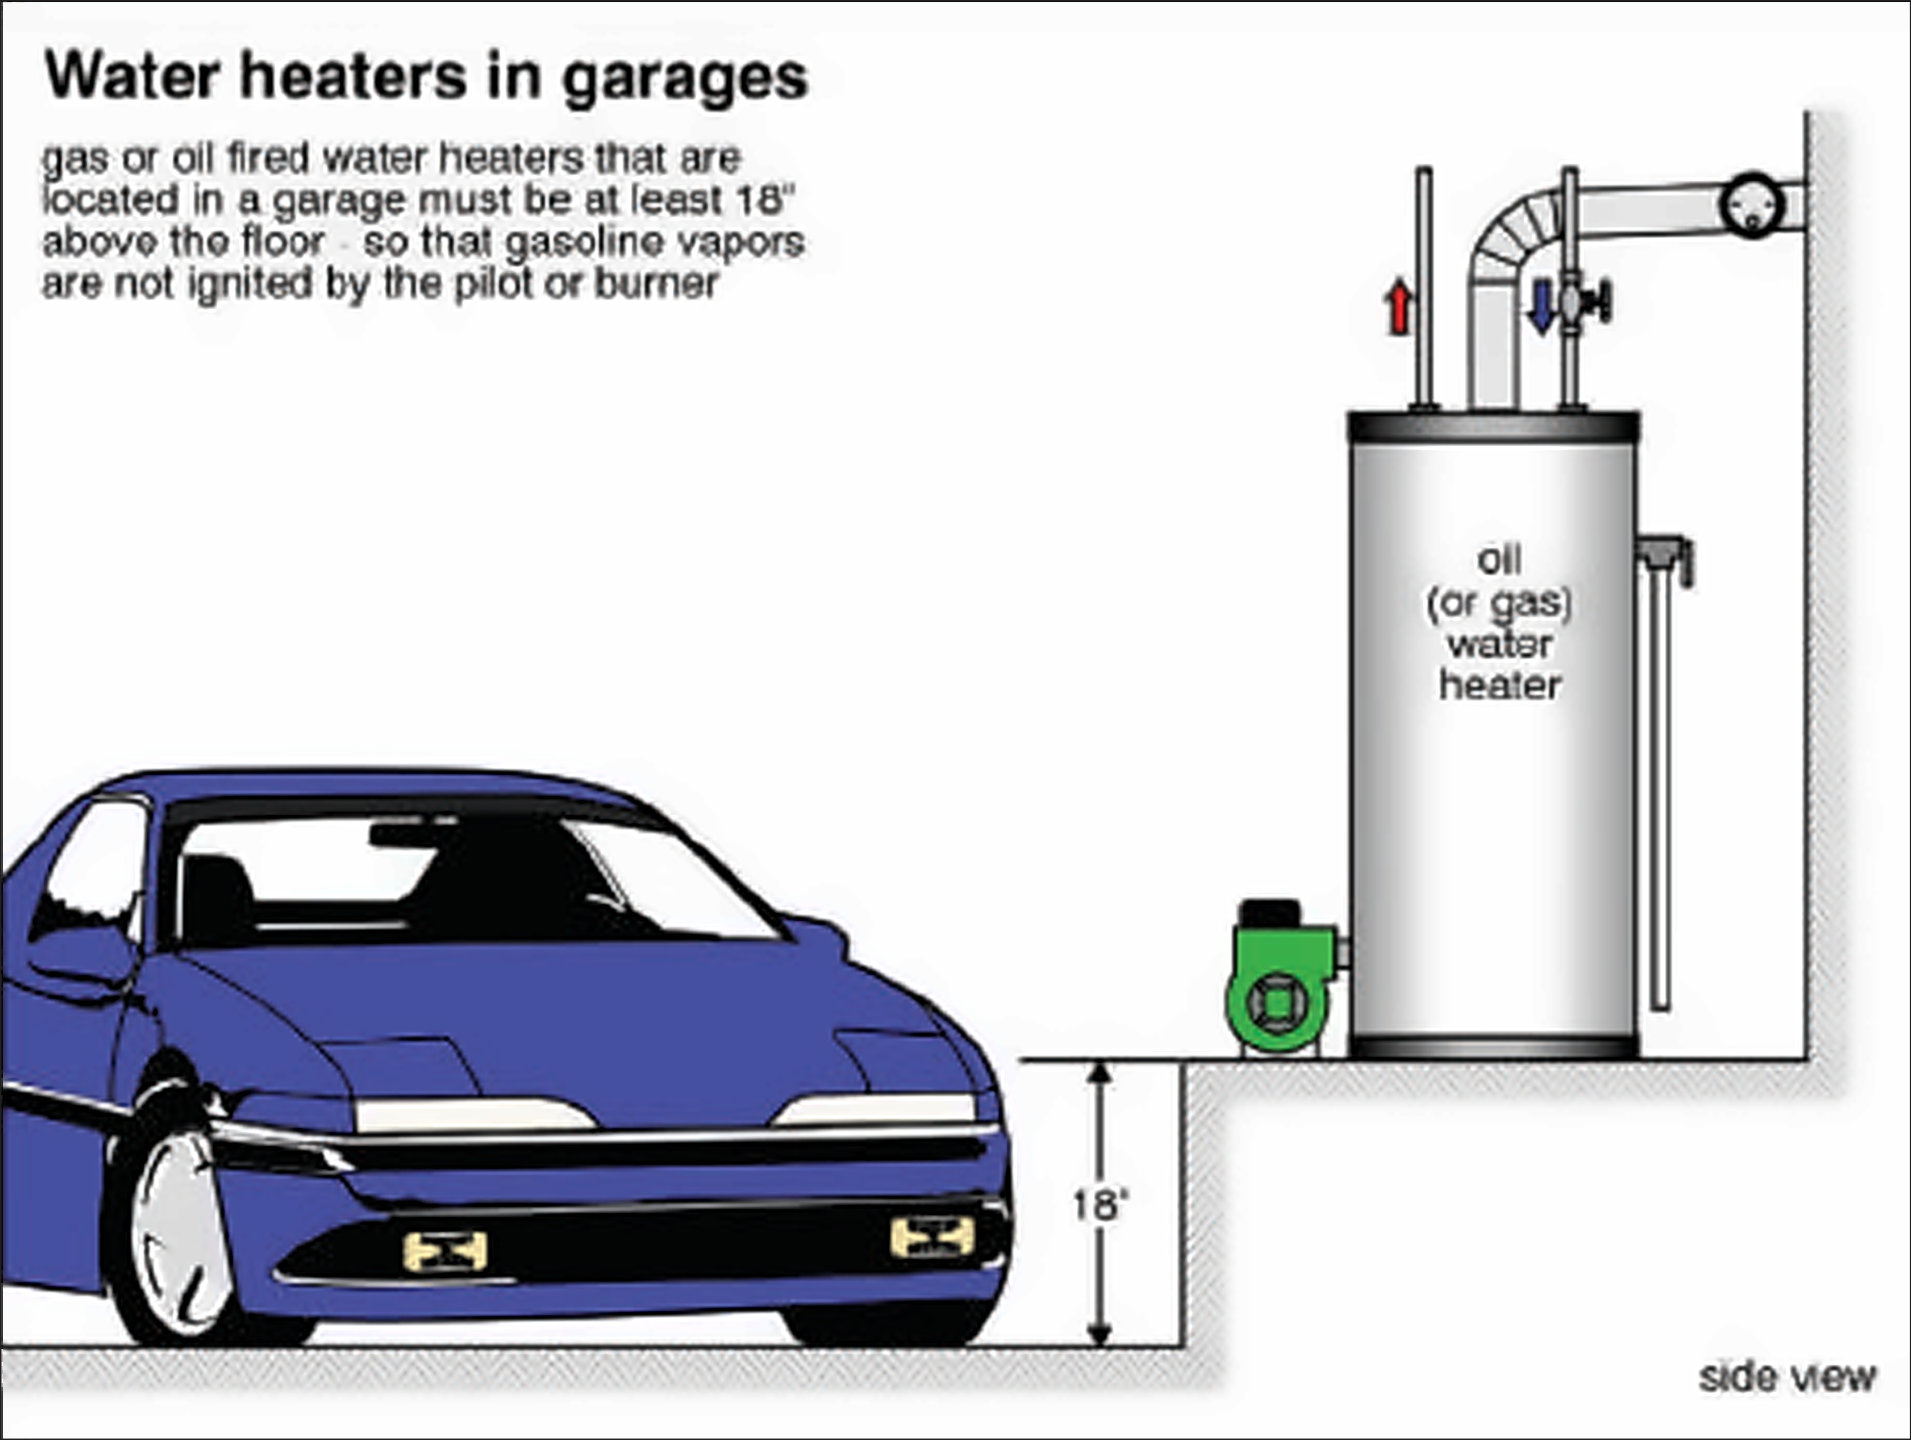 Water heaters in garages
gas or oil fired water heaters that are
located in a garage must be at least 18"
above the floor - so that gasoline vapors
are not ignited by the pilot or burner
oil
(or gas)
water
heater
18"
side view